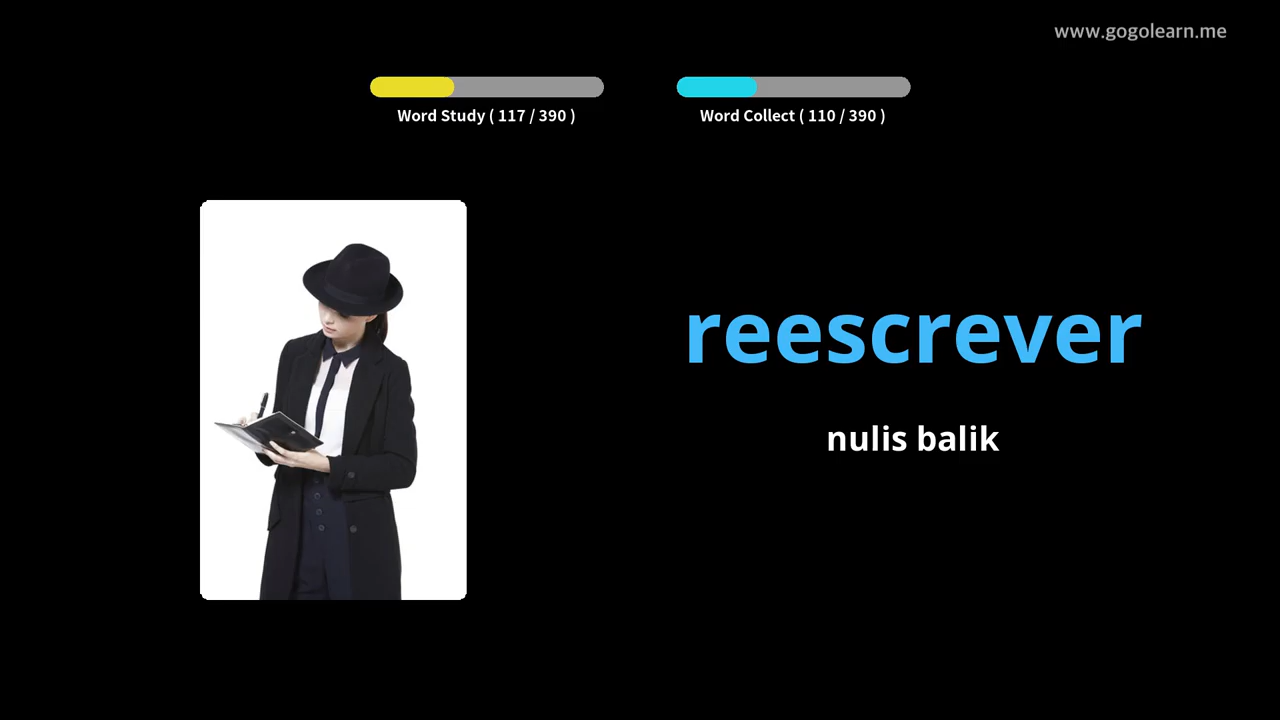 www.gogolearn.me
Word Study ( 117 / 390 )
Word Collect ( 110 / 390 )
reescrever
nulis balik